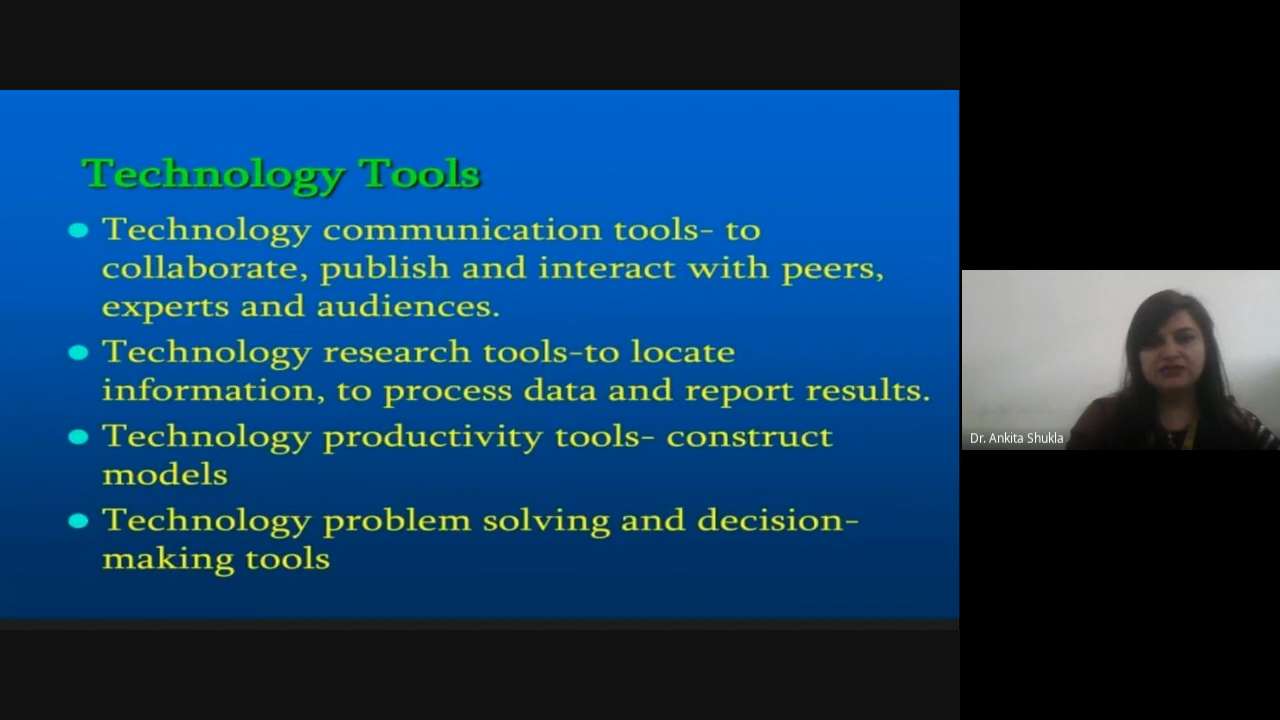 Technology Tools
Technology communication tools- to
collaborate, publish and interact with peers,
experts and audiences.
Technology research tools-to locate
information, to process data and report results.
Technology productivity tools- construct
models
Technology problem solving and decision-
making tools
Dr. Ankita Shukla